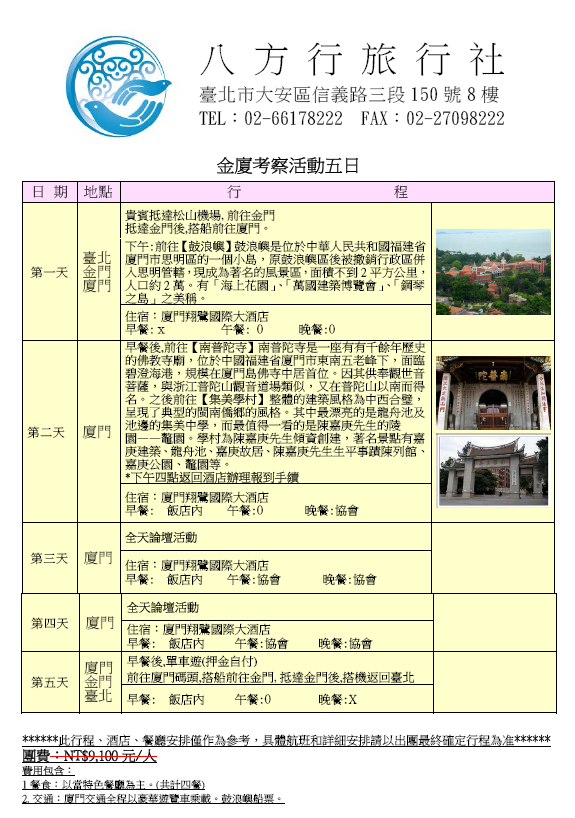 八方行旅行社
臺北市大安區信義路三段 150 號 8 樓
TEL：02-66178222 FAX：02-27098222
金廈考察活動五日
日 期 地點 行 程
第一天
臺北
金門
廈門
貴賓抵達松山機場, 前往金門
抵達金門後,搭船前往廈門。
下午:前往【鼓浪嶼】鼓浪嶼是位於中華人民共和國福建省
廈門市思明區的一個小島，原鼓浪嶼區後被撤銷行政區併
入思明管轄，現成為著名的風景區，面積不到 2 平方公里，
人口約 2 萬。有「海上花園」、「萬國建築博覽會」、「鋼琴
之島」之美稱。
住宿：廈門翔鷺國際大酒店
早餐: x 午餐: 0 晚餐:0
第二天
廈門
早餐後,前往【南普陀寺】南普陀寺是一座有有千餘年歷史
的佛教寺廟，位於中國福建省廈門市東南五老峰下，面臨
碧澄海港，規模在廈門島佛寺中居首位。因其供奉觀世音
菩薩，與浙江普陀山觀音道場類似，又在普陀山以南而得
名。之後前往【集美學村】整體的建築風格為中西合璧，
呈現了典型的閩南僑鄉的風格。其中最漂亮的是龍舟池及
池邊的集美中學，而最值得一看的是陳嘉庚先生的陵
園──鼇園。學村為陳嘉庚先生傾資創建，著名景點有嘉
庚建築、龍舟池、嘉庚故居、陳嘉庚先生生平事蹟陳列館、
嘉庚公園、鼇園等。
*下午四點返回酒店辦理報到手續
住宿：廈門翔鷺國際大酒店
早餐: 飯店內 午餐:0 晚餐:協會
第三天
廈門
全天論壇活動
住宿：廈門翔鷺國際大酒店
早餐: 飯店內 午餐:協會 晚餐:協會
第四天
廈門
全天論壇活動
住宿：廈門翔鷺國際大酒店
早餐: 飯店內 午餐:協會 晚餐:協會
第五天
廈門
金門
臺北
早餐後,單車遊(押金自付)
前往廈門碼頭,搭船前往金門, 抵達金門後,搭機返回臺北
早餐: 飯店內 午餐:0 晚餐:X
******此行程、酒店、餐廳安排僅作為參考，具體航班和詳細安排請以出團最終確定行程為准******
團費：NT$9,100 元/人
費用包含：
1 餐食：以當特色餐廳為主。(共計四餐)
2. 交通：廈門交通全程以豪華遊覽車乘載。鼓浪嶼船票。